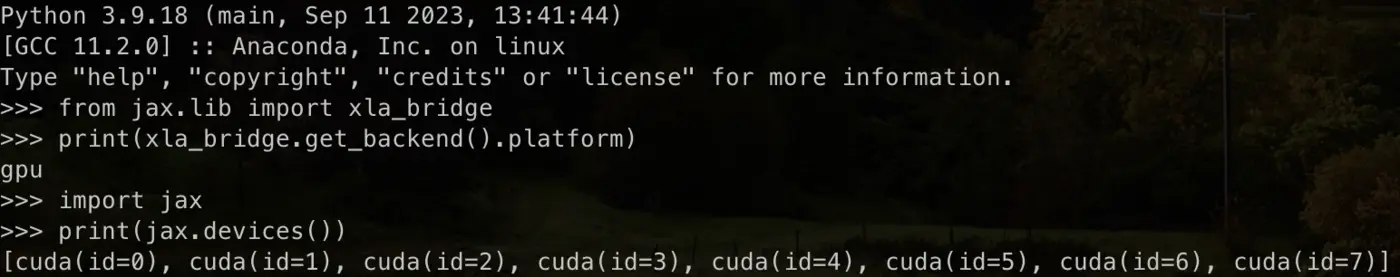 Python 3.9.18 (main, Sep 11 2023, 13:41:44)
[GCC 11.2.0] :: Anaconda, Inc. on linux
Type "help", "copyright", "credits" or "license" for more information.
>>> from jax.lib import xla_bridge
>>> print(xla_bridge.get_backend().platform)
gpu
>>> import jax
>>> print(jax.devices())
[cuda(id=0), cuda(id=1), cuda(id=2), cuda(id=3), cuda(id=4), cuda(id=5), cuda(id=6), cuda(id=7)]